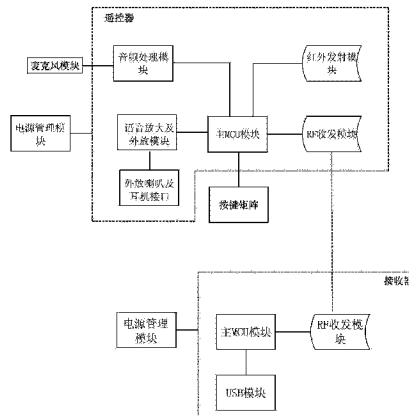 遥控器
麦克风模块
音频处理模
块
红外发射模
块
电源管理模
块
语音放大及
外放模块
主MCU模块
RF收发模块
外放喇叭及
耳机接口
按键矩阵
接收器
电源管理
模块
主MCU模块
RF收发模
块
USB模块